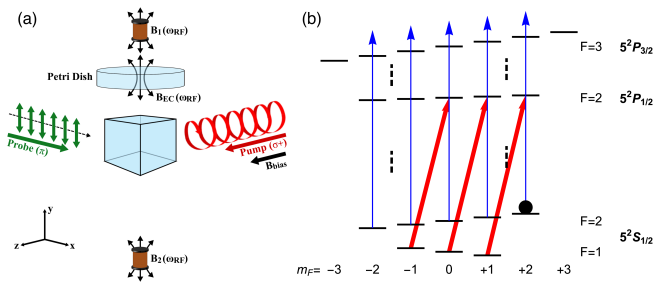 (a)
B₁(ωRF)
Petri Dish
BEC(ωRF)
Probe (π)
Pump (σ+)
Bbias
y
z
x
B₂(ωRF)
(b)
F=3 5²P₃/₂
F=2 5²P₁/₂
F=2
5²S₁/₂
F=1
mF= −3 −2 −1 0 +1 +2 +3